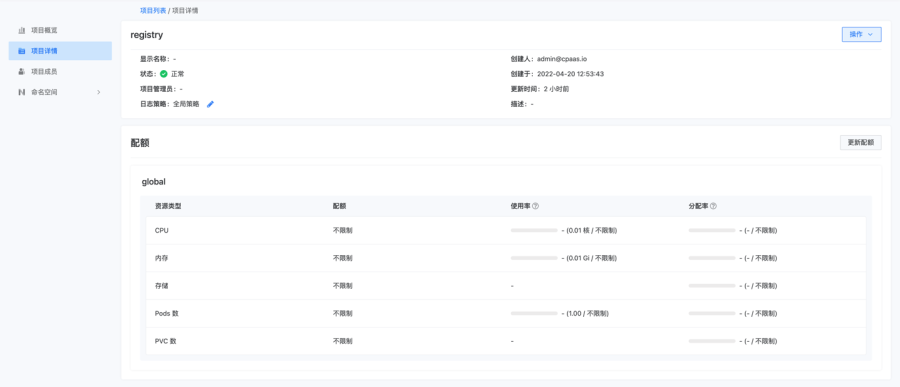 项目列表 / 项目详情
项目概览
项目详情
项目成员
命名空间
registry
操作
显示名称： -
创建人： admin@cpaas.io
状态： 正常
创建于： 2022-04-20 12:53:43
项目管理员： -
更新时间： 2 小时前
日志策略： 全局策略
描述： -
配额
更新配额
global
资源类型 配额 使用率 分配率
CPU 不限制 - (0.01 核 / 不限制) - (- / 不限制)
内存 不限制 - (0.01 Gi / 不限制) - (- / 不限制)
存储 不限制 - - (- / 不限制)
Pods 数 不限制 - (1.00 / 不限制) - (- / 不限制)
PVC 数 不限制 - - (- / 不限制)